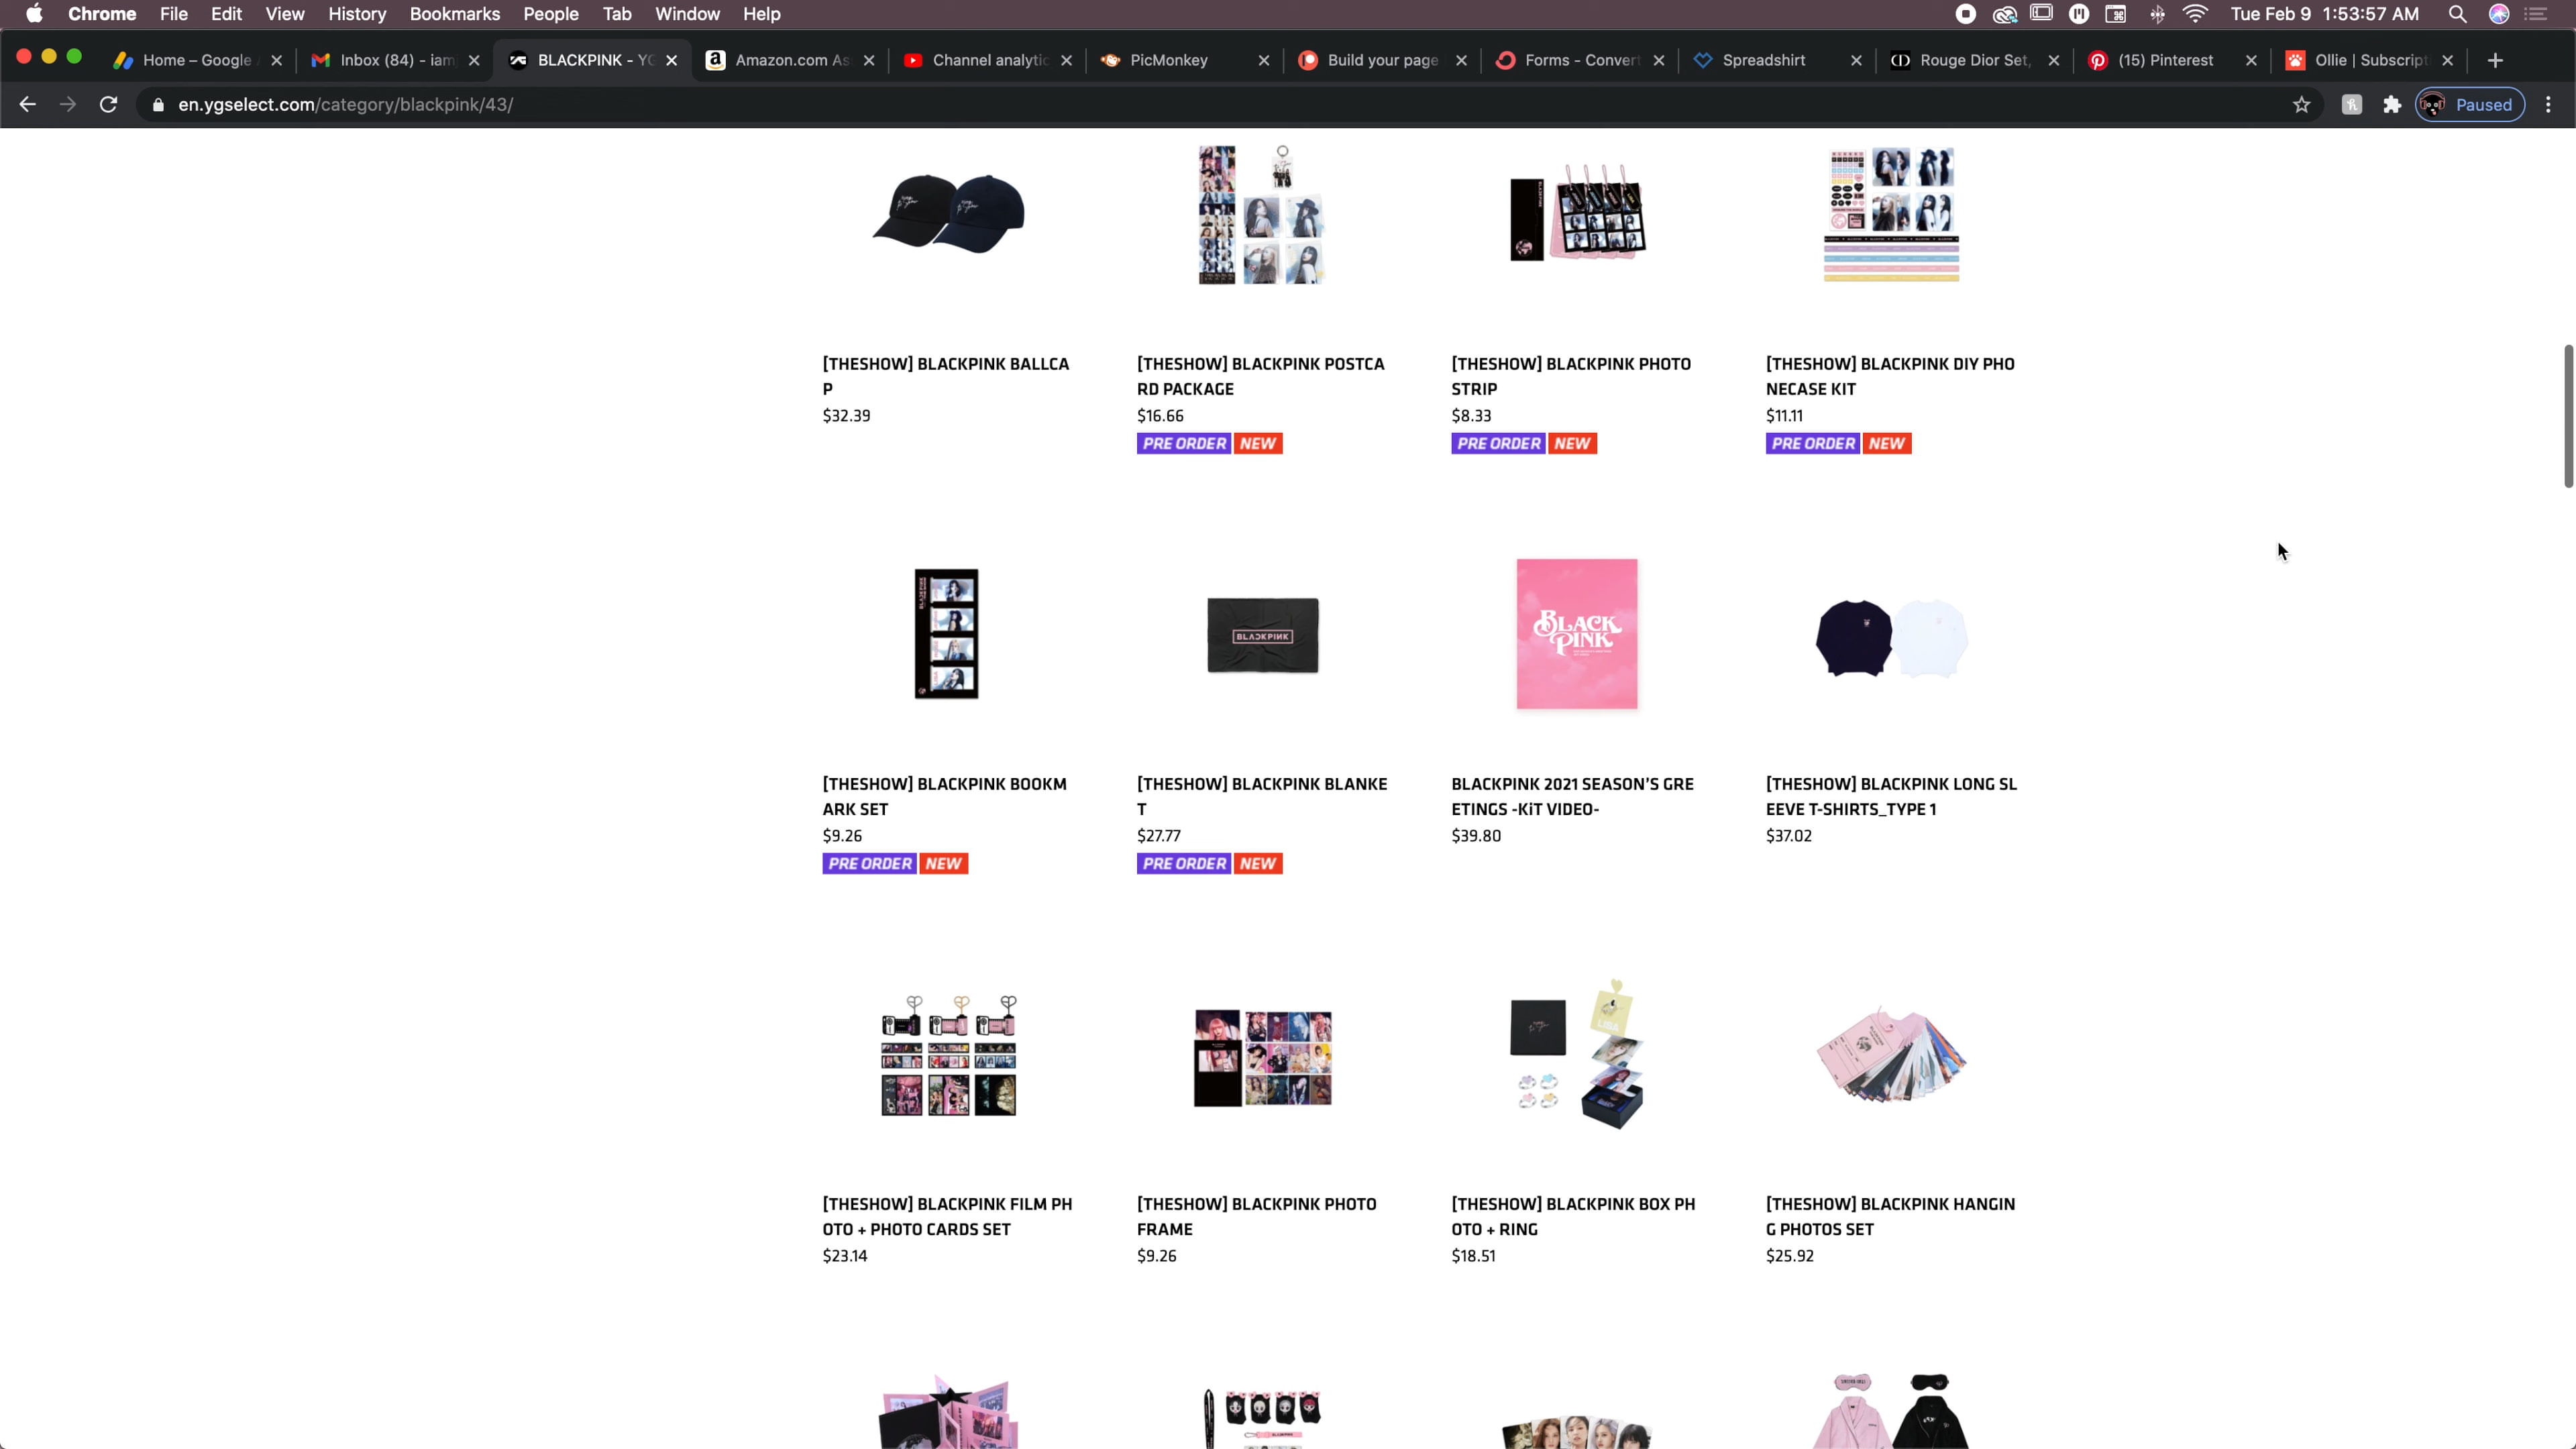 Chrome File Edit View History Bookmarks People Tab Window Help Tue Feb 9 1:53:57 AM
Home – Google Inbox (84) - iam BLACKPINK - YG Amazon.com As Channel analytic PicMonkey Build your page Forms - Convert Spreadshirt Rouge Dior Set, (15) Pinterest Ollie | Subscript
en.ygselect.com/category/blackpink/43/ Paused
[THESHOW] BLACKPINK BALLCA
P
$32.39
[THESHOW] BLACKPINK POSTCA
RD PACKAGE
$16.66
PRE ORDER NEW
[THESHOW] BLACKPINK PHOTO
STRIP
$8.33
PRE ORDER NEW
[THESHOW] BLACKPINK DIY PHO
NECASE KIT
$11.11
PRE ORDER NEW
BLACKPINK
BLACK
PINK
[THESHOW] BLACKPINK BOOKM
ARK SET
$9.26
PRE ORDER NEW
[THESHOW] BLACKPINK BLANKE
T
$27.77
PRE ORDER NEW
BLACKPINK 2021 SEASON'S GRE
ETINGS -KiT VIDEO-
$39.80
[THESHOW] BLACKPINK LONG SL
EEVE T-SHIRTS_TYPE 1
$37.02
LISA
[THESHOW] BLACKPINK FILM PH
OTO + PHOTO CARDS SET
$23.14
[THESHOW] BLACKPINK PHOTO
FRAME
$9.26
[THESHOW] BLACKPINK BOX PH
OTO + RING
$18.51
[THESHOW] BLACKPINK HANGIN
G PHOTOS SET
$25.92